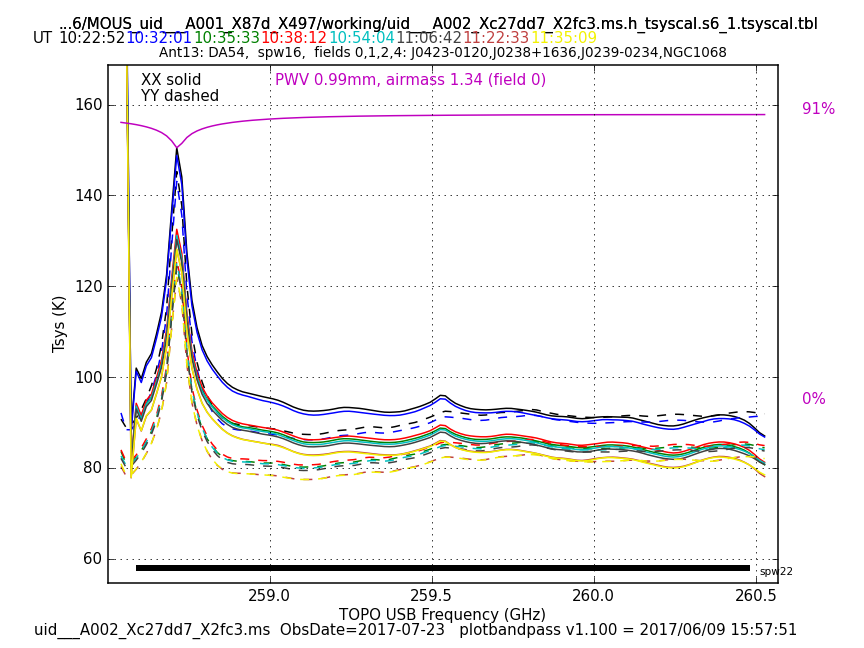 ...6/MOUS_uid___A001_X87d_X497/working/uid___A002_Xc27dd7_X2fc3.ms.h_tsyscal.s6_1.tsyscal.tbl
UT 10:22:52 10:32:01 10:35:33 10:38:12 10:54:04 11:06:42 11:22:33 11:35:09
Ant13: DA54, spw16, fields 0,1,2,4: J0423-0120,J0238+1636,J0239-0234,NGC1068
XX solid
PWV 0.99mm, airmass 1.34 (field 0)
YY dashed
160
91%
140
120
Tsys (K)
100
0%
80
60
spw22
259.0 259.5 260.0 260.5
TOPO USB Frequency (GHz)
uid___A002_Xc27dd7_X2fc3.ms ObsDate=2017-07-23 plotbandpass v1.100 = 2017/06/09 15:57:51